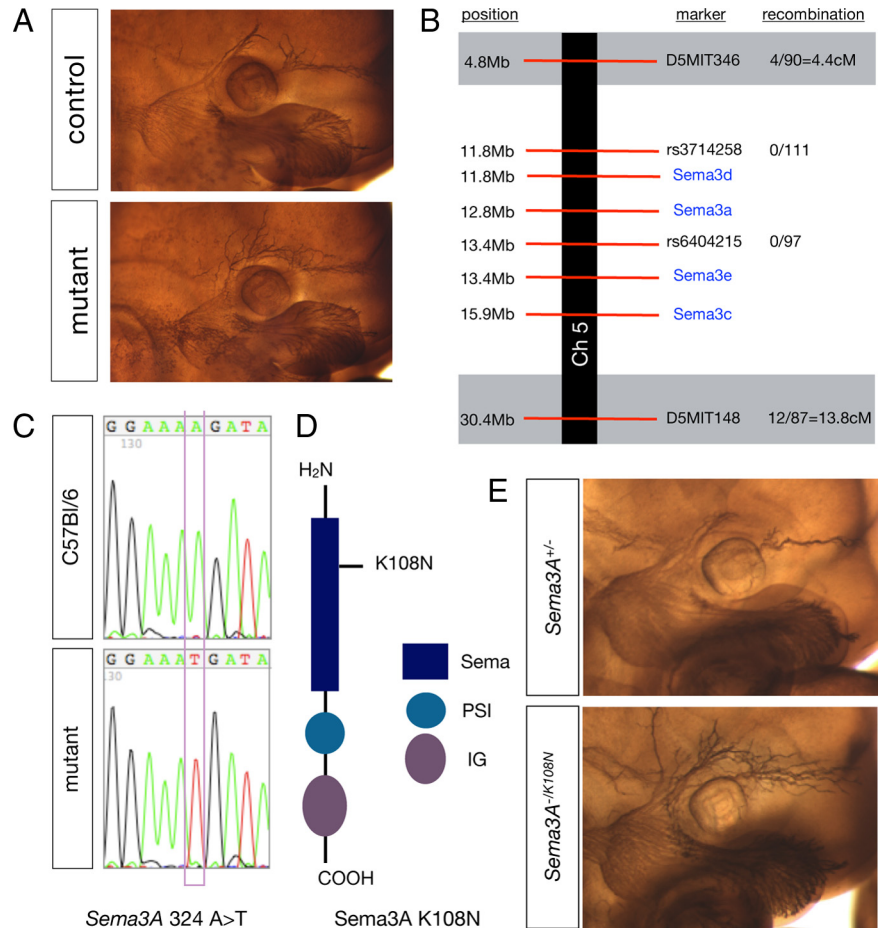 A
control
mutant
B
position marker recombination
4.8Mb D5MIT346 4/90=4.4cM
11.8Mb rs3714258 0/111
11.8Mb Sema3d
12.8Mb Sema3a
13.4Mb rs6404215 0/97
13.4Mb Sema3e
15.9Mb Sema3c
Ch 5
30.4Mb D5MIT148 12/87=13.8cM
C
C57Bl/6
G G A A A A G A T A
130
mutant
G G A A A T G A T A
130
Sema3A 324 A>T
D
H2N
K108N
Sema
PSI
IG
COOH
Sema3A K108N
E
Sema3A+/-
Sema3A-/K108N